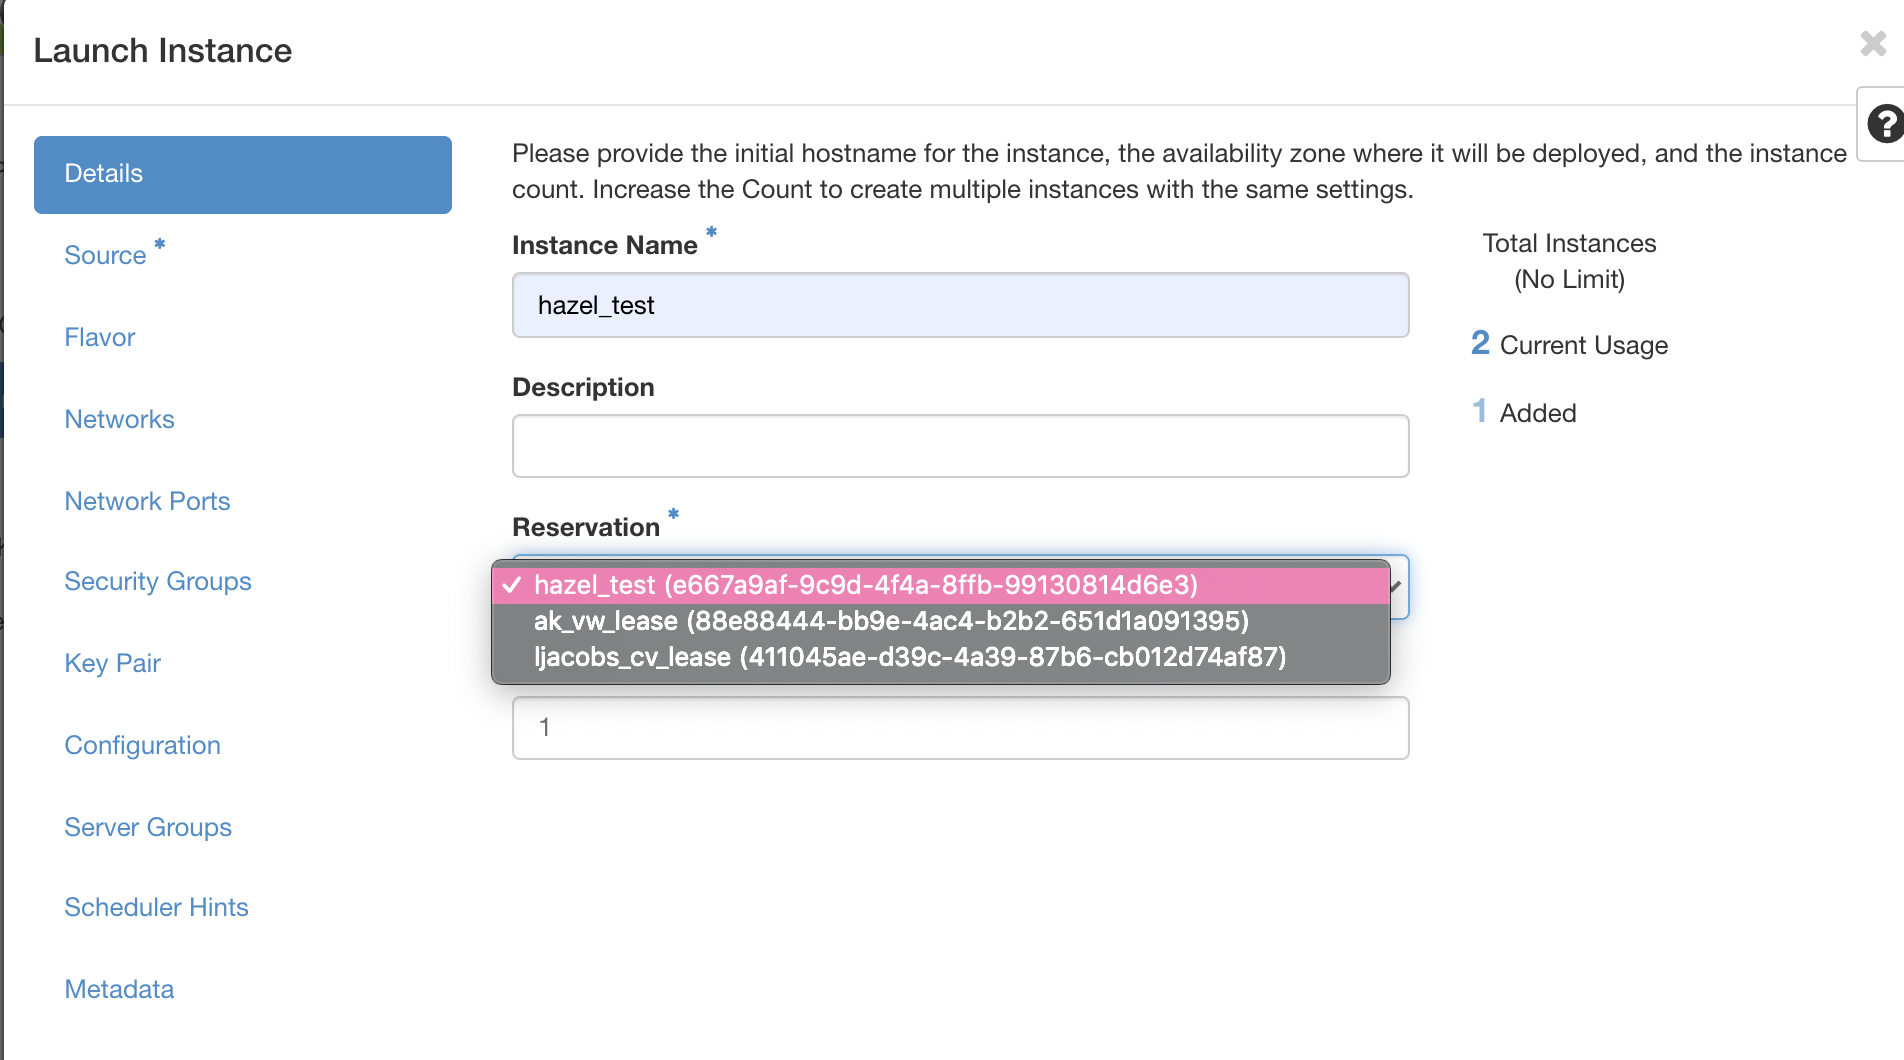 Launch Instance
Details
Source *
Flavor
Networks
Network Ports
Security Groups
Key Pair
Configuration
Server Groups
Scheduler Hints
Metadata
Please provide the initial hostname for the instance, the availability zone where it will be deployed, and the instance
count. Increase the Count to create multiple instances with the same settings.
Instance Name *
hazel_test
Description
Reservation *
✓ hazel_test (e667a9af-9c9d-4f4a-8ffb-99130814d6e3)
ak_vw_lease (88e88444-bb9e-4ac4-b2b2-651d1a091395)
ljacobs_cv_lease (411045ae-d39c-4a39-87b6-cb012d74af87)
1
Total Instances
(No Limit)
2 Current Usage
1 Added
?